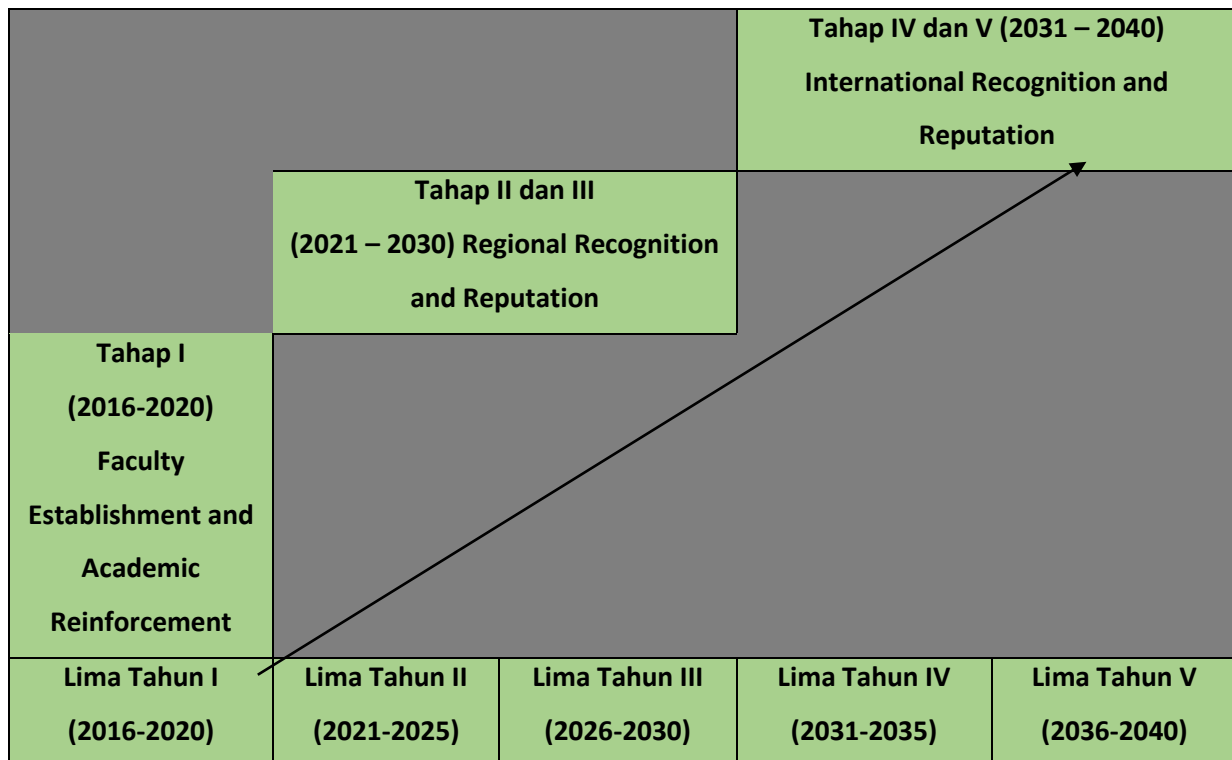 Tahap IV dan V (2031 – 2040)
International Recognition and
Reputation
Tahap II dan III
(2021 – 2030) Regional Recognition
and Reputation
Tahap I
(2016-2020)
Faculty
Establishment and
Academic
Reinforcement
Lima Tahun I
(2016-2020)
Lima Tahun II
(2021-2025)
Lima Tahun III
(2026-2030)
Lima Tahun IV
(2031-2035)
Lima Tahun V
(2036-2040)